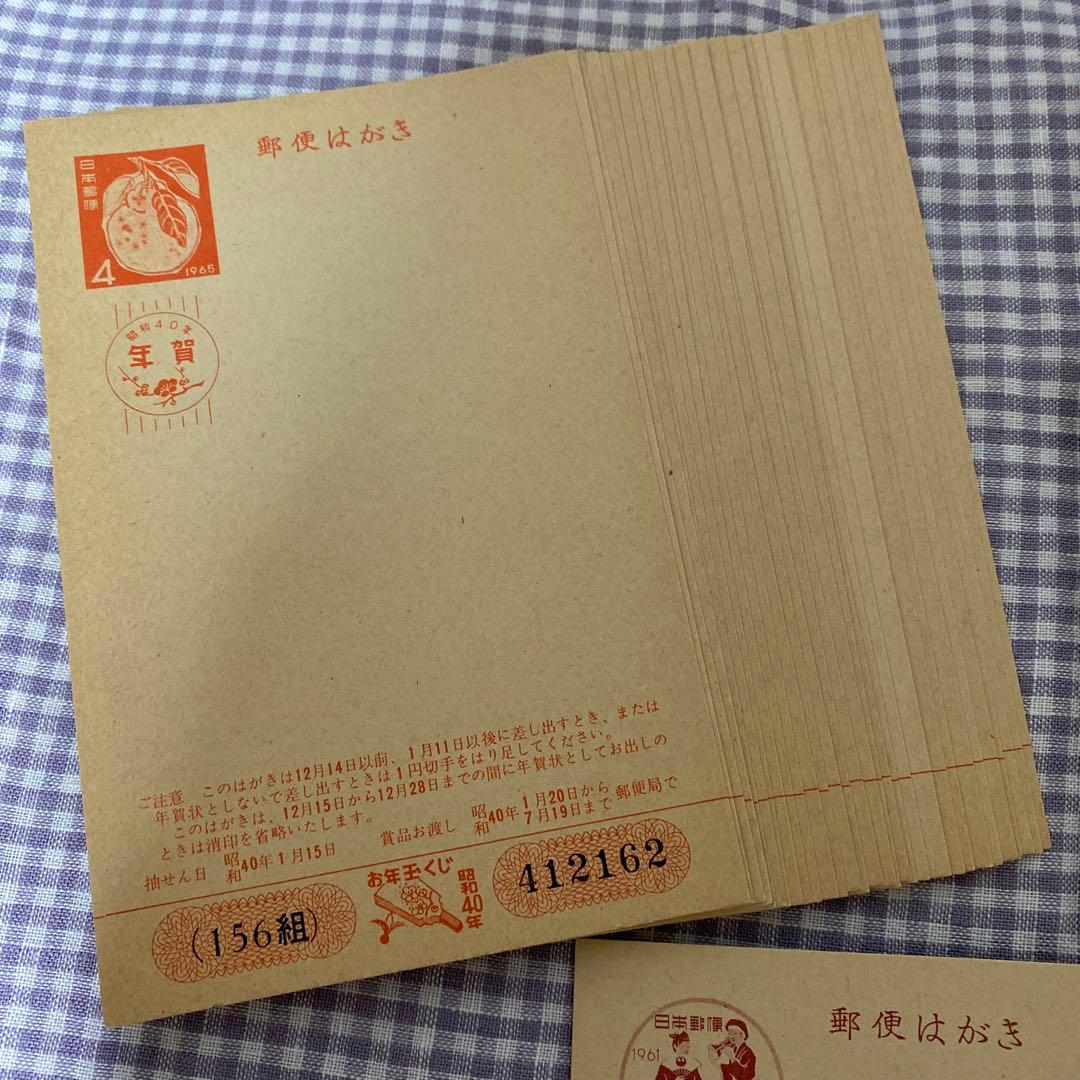 郵便はがき
日本郵便
4
1965
昭和40年
年賀
ご注意 このはがきは12月14日以前、1月11日以後に差し出すとき、または
年賀状としないで差し出すときは1円切手をはり足してください。
このはがきは、12月15日から12月28日までの間に年賀状としてお出しの
ときは消印を省略いたします。
抽せん日 昭和40年1月15日 賞品お渡し 昭和40年1月20日から7月19日まで郵便局で
(156組)
お年玉くじ
昭和40年
412162
日本郵便
1961
郵便はがき